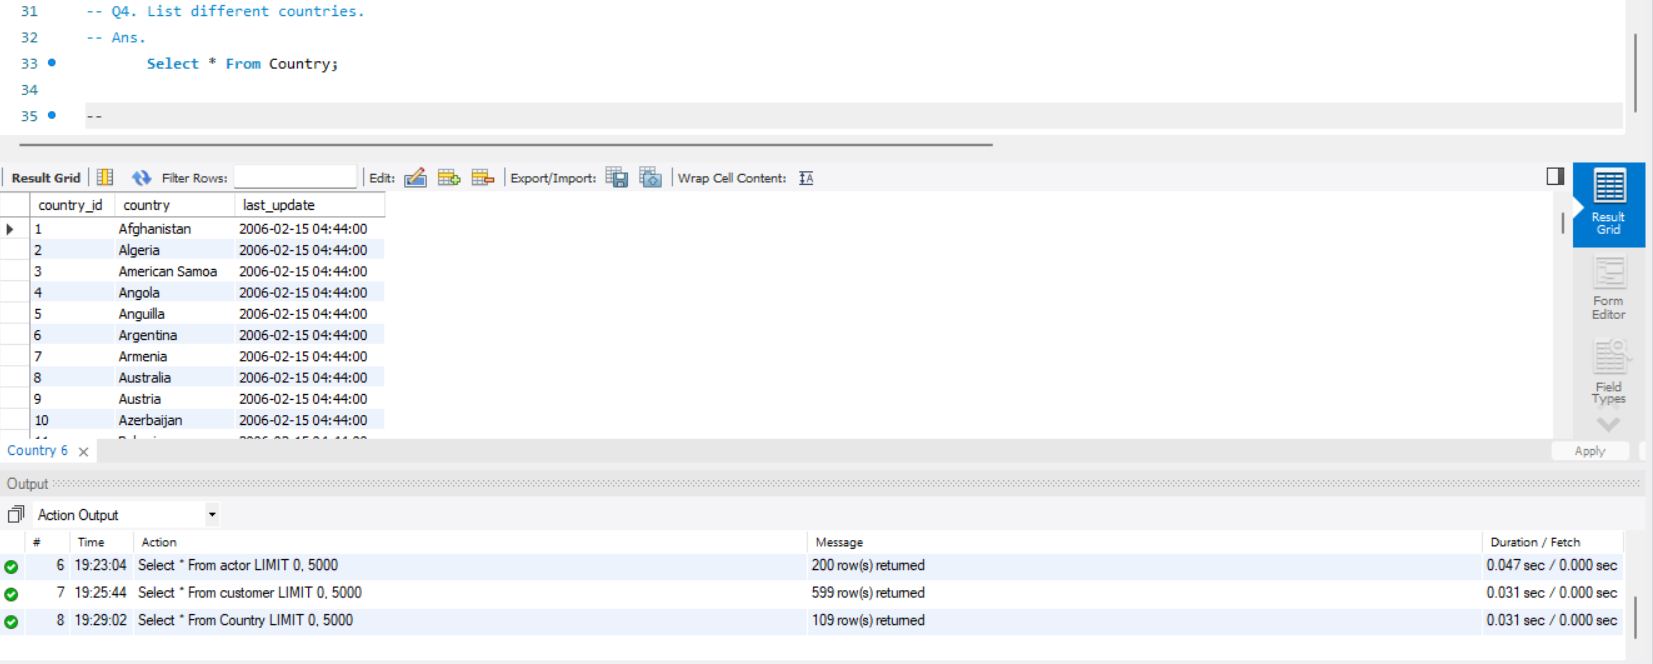 31 -- Q4. List different countries.
32 -- Ans.
33 Select * From Country;
34
35 --
Result Grid Filter Rows: Edit: Export/Import: Wrap Cell Content:
country_id country last_update
1 Afghanistan 2006-02-15 04:44:00
2 Algeria 2006-02-15 04:44:00
3 American Samoa 2006-02-15 04:44:00
4 Angola 2006-02-15 04:44:00
5 Anguilla 2006-02-15 04:44:00
6 Argentina 2006-02-15 04:44:00
7 Armenia 2006-02-15 04:44:00
8 Australia 2006-02-15 04:44:00
9 Austria 2006-02-15 04:44:00
10 Azerbaijan 2006-02-15 04:44:00
Result
Grid
Form
Editor
Field
Types
Country 6
Apply
Output
Action Output
# Time Action Message Duration / Fetch
6 19:23:04 Select * From actor LIMIT 0, 5000 200 row(s) returned 0.047 sec / 0.000 sec
7 19:25:44 Select * From customer LIMIT 0, 5000 599 row(s) returned 0.031 sec / 0.000 sec
8 19:29:02 Select * From Country LIMIT 0, 5000 109 row(s) returned 0.031 sec / 0.000 sec